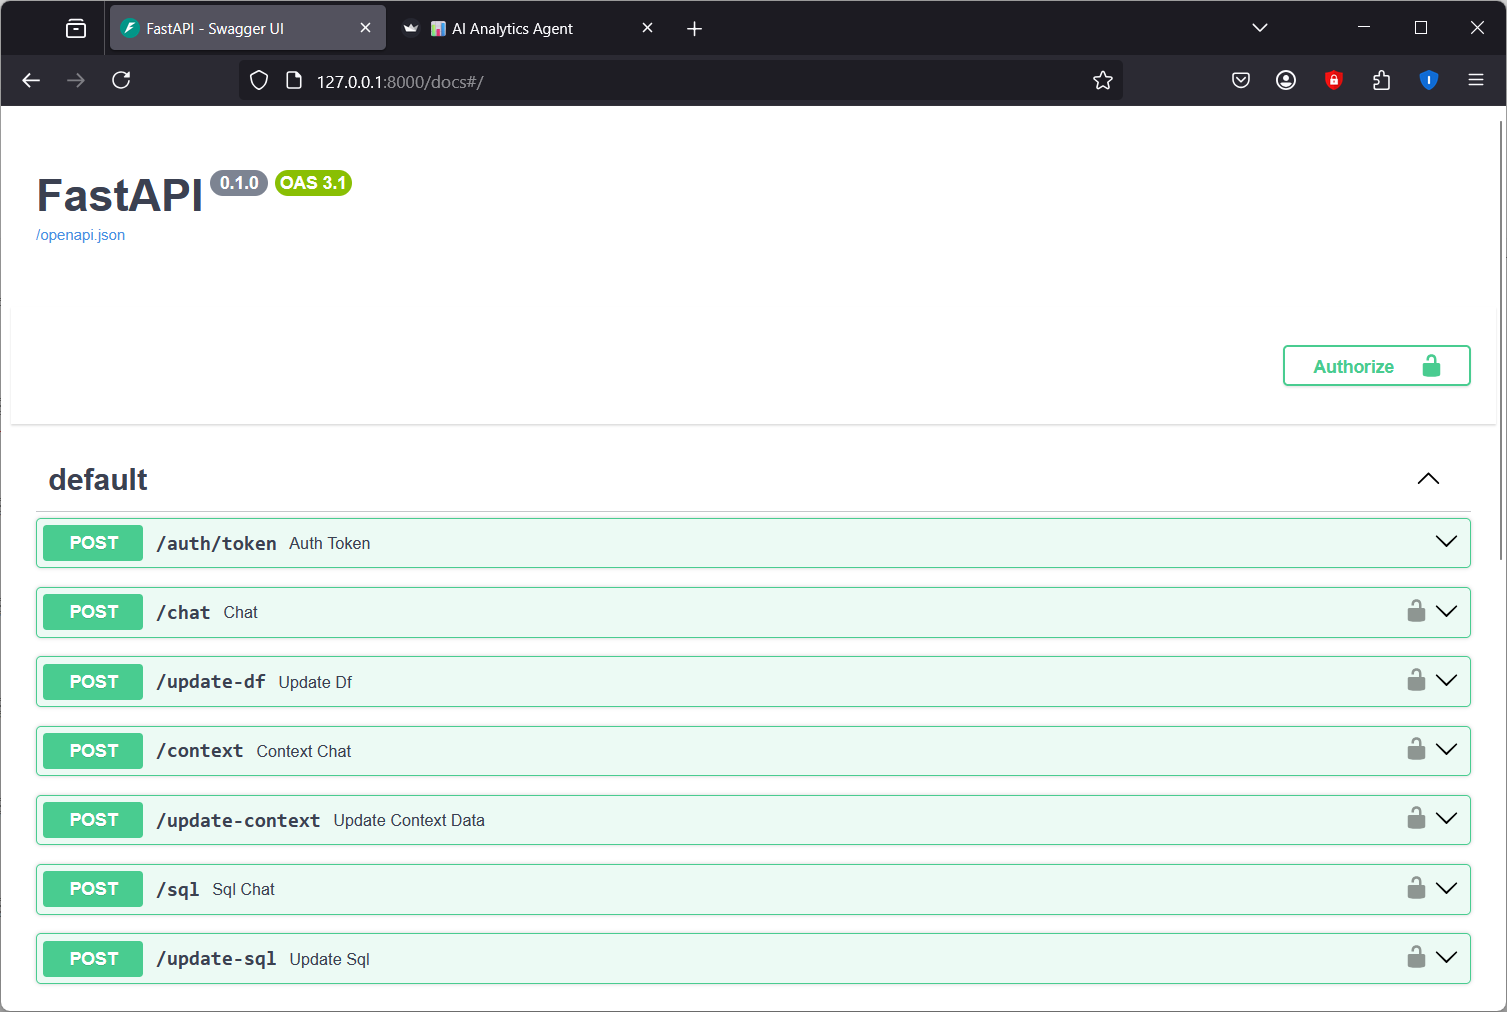 FastAPI - Swagger UI
AI Analytics Agent
127.0.0.1:8000/docs#/
FastAPI 0.1.0 OAS 3.1
/openapi.json
Authorize
default
POST /auth/token Auth Token
POST /chat Chat
POST /update-df Update Df
POST /context Context Chat
POST /update-context Update Context Data
POST /sql Sql Chat
POST /update-sql Update Sql